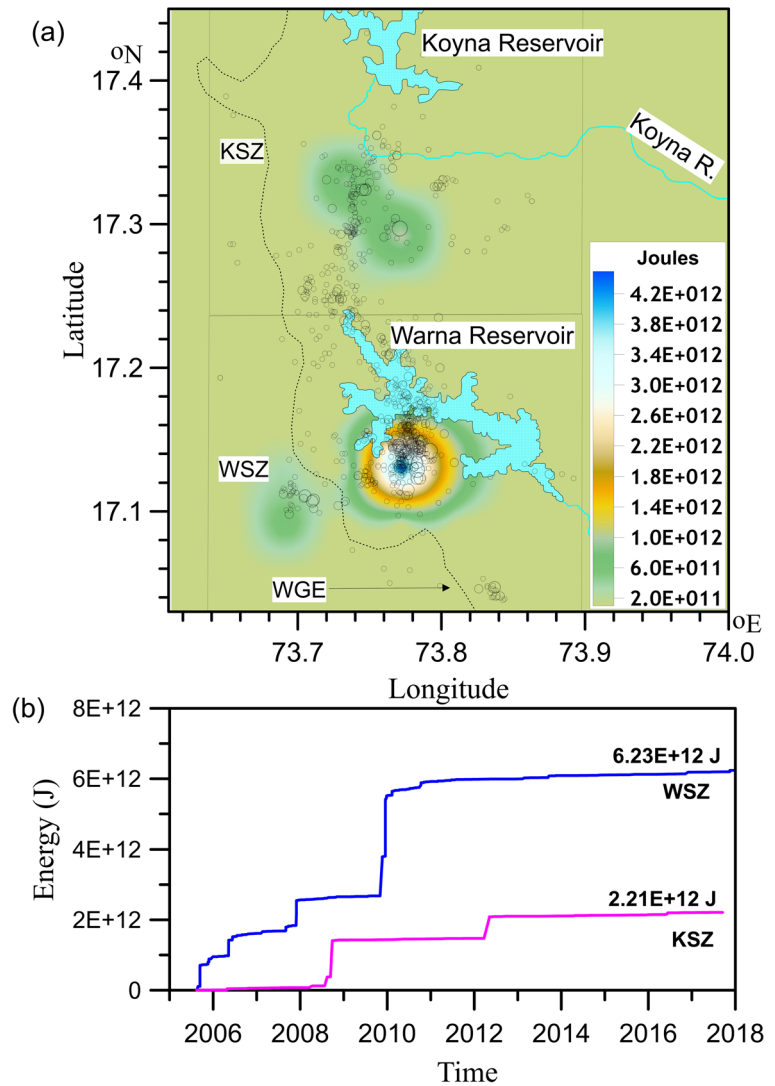 (a)
oN
17.4
17.3
17.2
17.1
Latitude
Koyna Reservoir
Koyna R.
KSZ
Warna Reservoir
WSZ
WGE
Joules
4.2E+012
3.8E+012
3.4E+012
3.0E+012
2.6E+012
2.2E+012
1.8E+012
1.4E+012
1.0E+012
6.0E+011
2.0E+011
oE
73.7 73.8 73.9 74.0
Longitude
(b)
8E+12
6E+12
4E+12
2E+12
0
Energy (J)
6.23E+12 J
WSZ
2.21E+12 J
KSZ
2006 2008 2010 2012 2014 2016 2018
Time